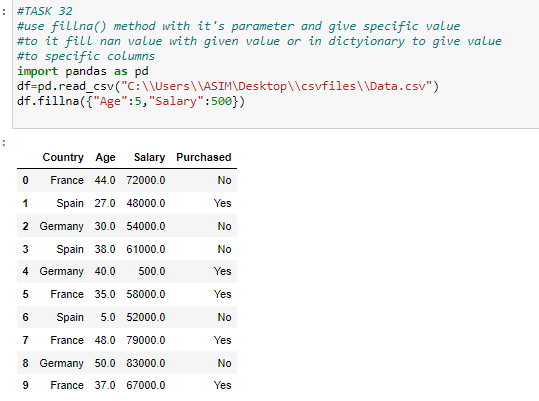 : #TASK 32
#use fillna() method with it's parameter and give specific value
#to it fill nan value with given value or in dictyionary to give value
#to specific columns
import pandas as pd
df=pd.read_csv("C:\\Users\\ASIM\Desktop\\csvfiles\\Data.csv")
df.fillna({"Age":5,"Salary":500})
:
Country Age Salary Purchased
0 France 44.0 72000.0 No
1 Spain 27.0 48000.0 Yes
2 Germany 30.0 54000.0 No
3 Spain 38.0 61000.0 No
4 Germany 40.0 500.0 Yes
5 France 35.0 58000.0 Yes
6 Spain 5.0 52000.0 No
7 France 48.0 79000.0 Yes
8 Germany 50.0 83000.0 No
9 France 37.0 67000.0 Yes